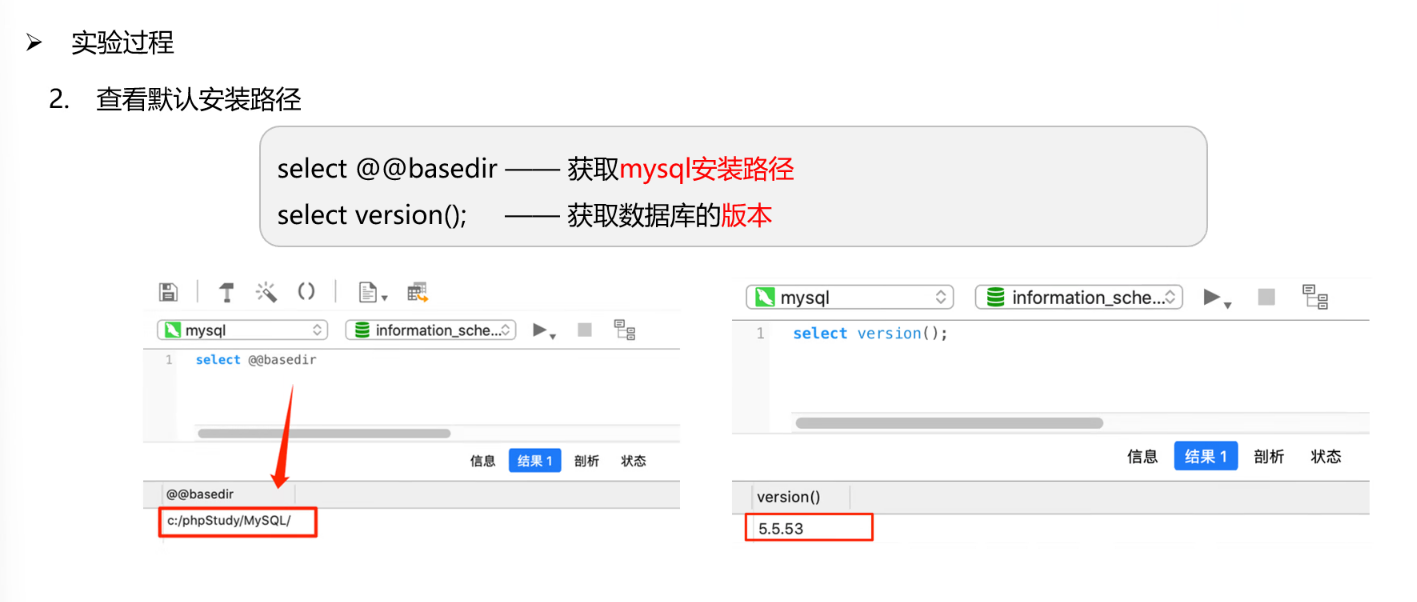 ➢ 实验过程
2. 查看默认安装路径
select @@basedir —— 获取mysql安装路径
select version(); —— 获取数据库的版本
mysql
information_sche...
1 select @@basedir
信息 结果 1 剖析 状态
@@basedir
c:/phpStudy/MySQL/
mysql
information_sche...
1 select version();
信息 结果 1 剖析 状态
version()
5.5.53